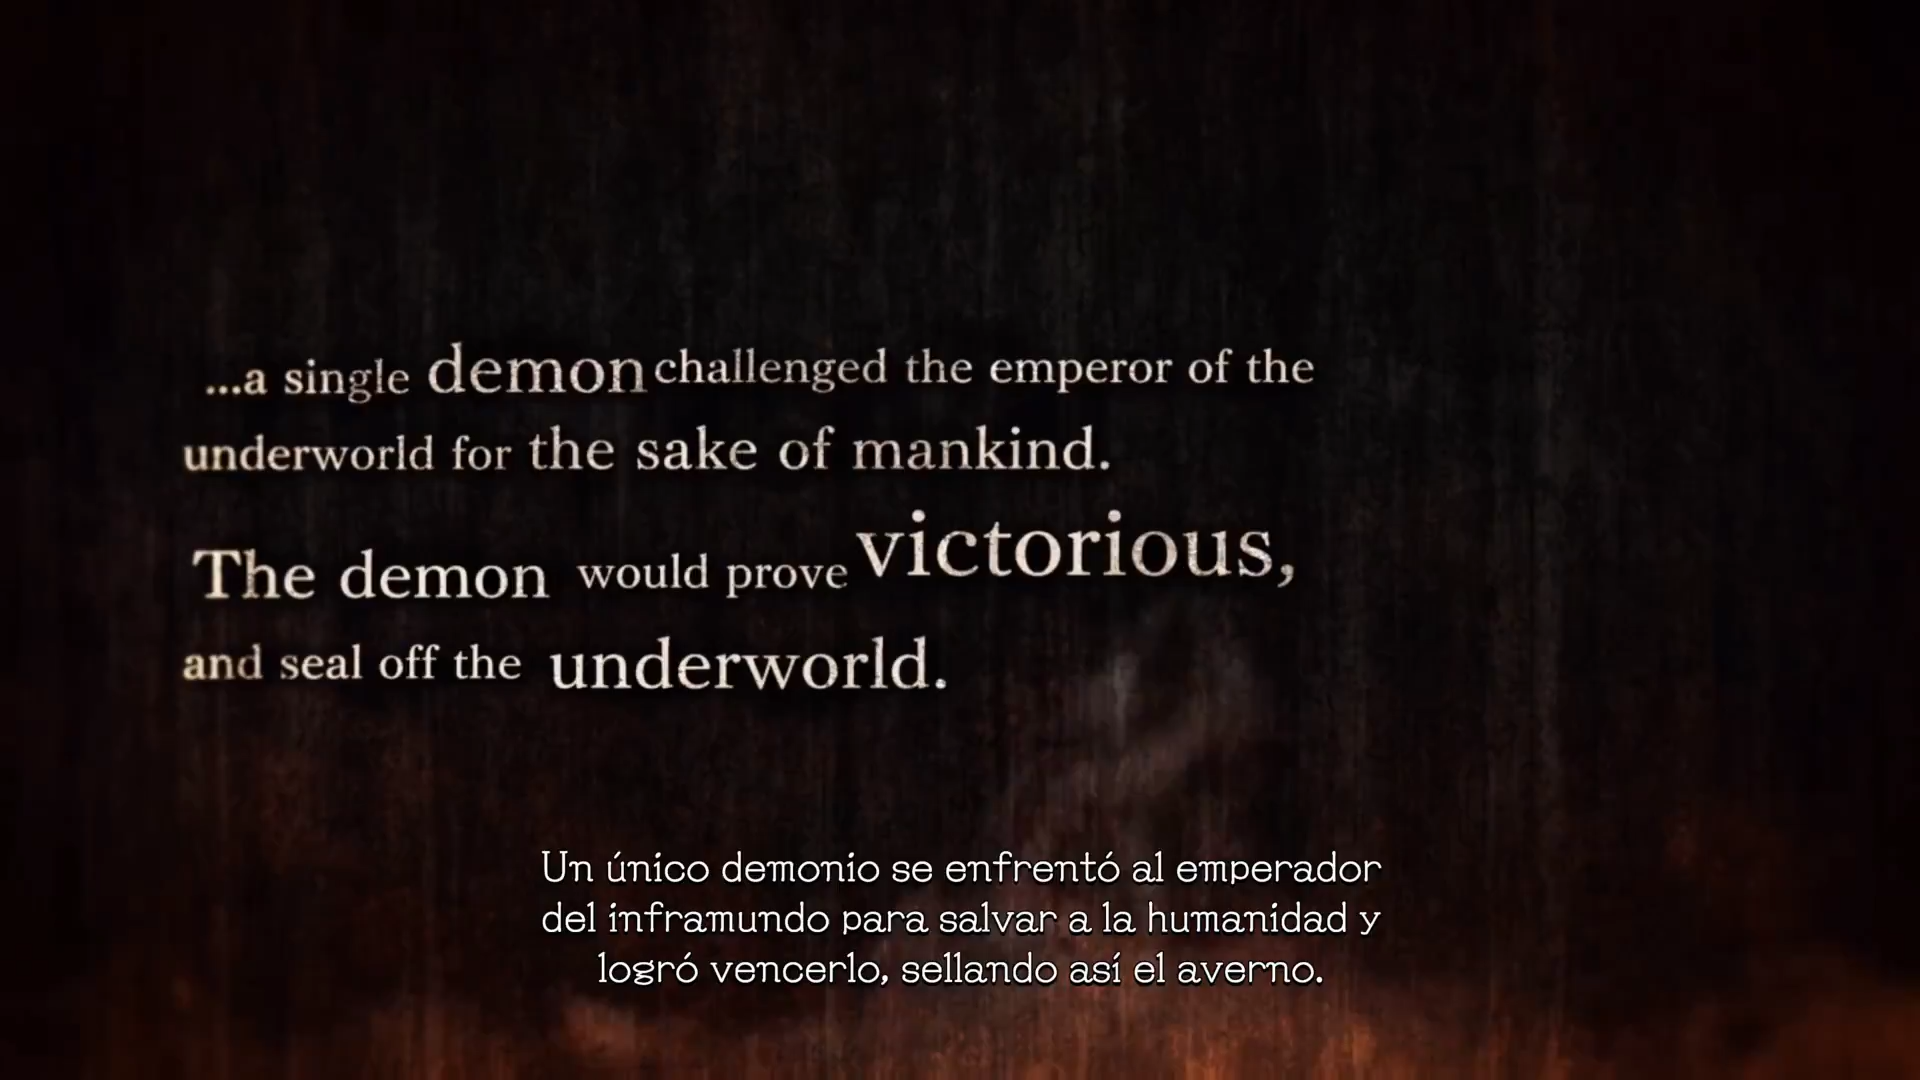 ...a single demon challenged the emperor of the
underworld for the sake of mankind.
The demon would prove victorious,
and seal off the underworld.
Un único demonio se enfrentó al emperador
del inframundo para salvar a la humanidad y
logró vencerlo, sellando así el averno.